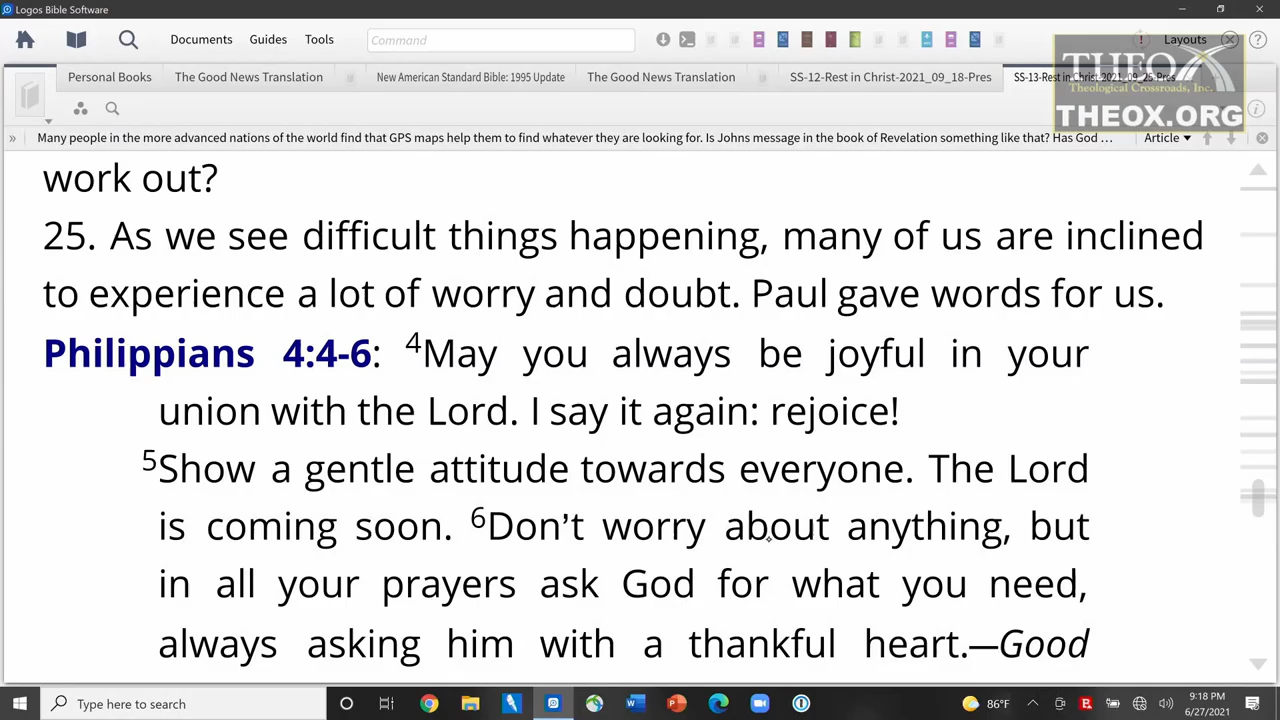 Logos Bible Software
Documents Guides Tools Command Layouts
Personal Books The Good News Translation New American Standard Bible: 1995 Update The Good News Translation SS-12-Rest in Christ-2021_09_18-Pres SS-13-Rest in Christ-2021_09_25-Pres
THEOX
Theological Crossroads, Inc.
THEOX.ORG
» Many people in the more advanced nations of the world find that GPS maps help them to find whatever they are looking for. Is Johns message in the book of Revelation something like that? Has God … Article
work out?
25. As we see difficult things happening, many of us are inclined
to experience a lot of worry and doubt. Paul gave words for us.
Philippians 4:4-6: 4May you always be joyful in your
union with the Lord. I say it again: rejoice!
5Show a gentle attitude towards everyone. The Lord
is coming soon. 6Don’t worry about anything, but
in all your prayers ask God for what you need,
always asking him with a thankful heart.—Good
Type here to search 86°F 9:18 PM
6/27/2021